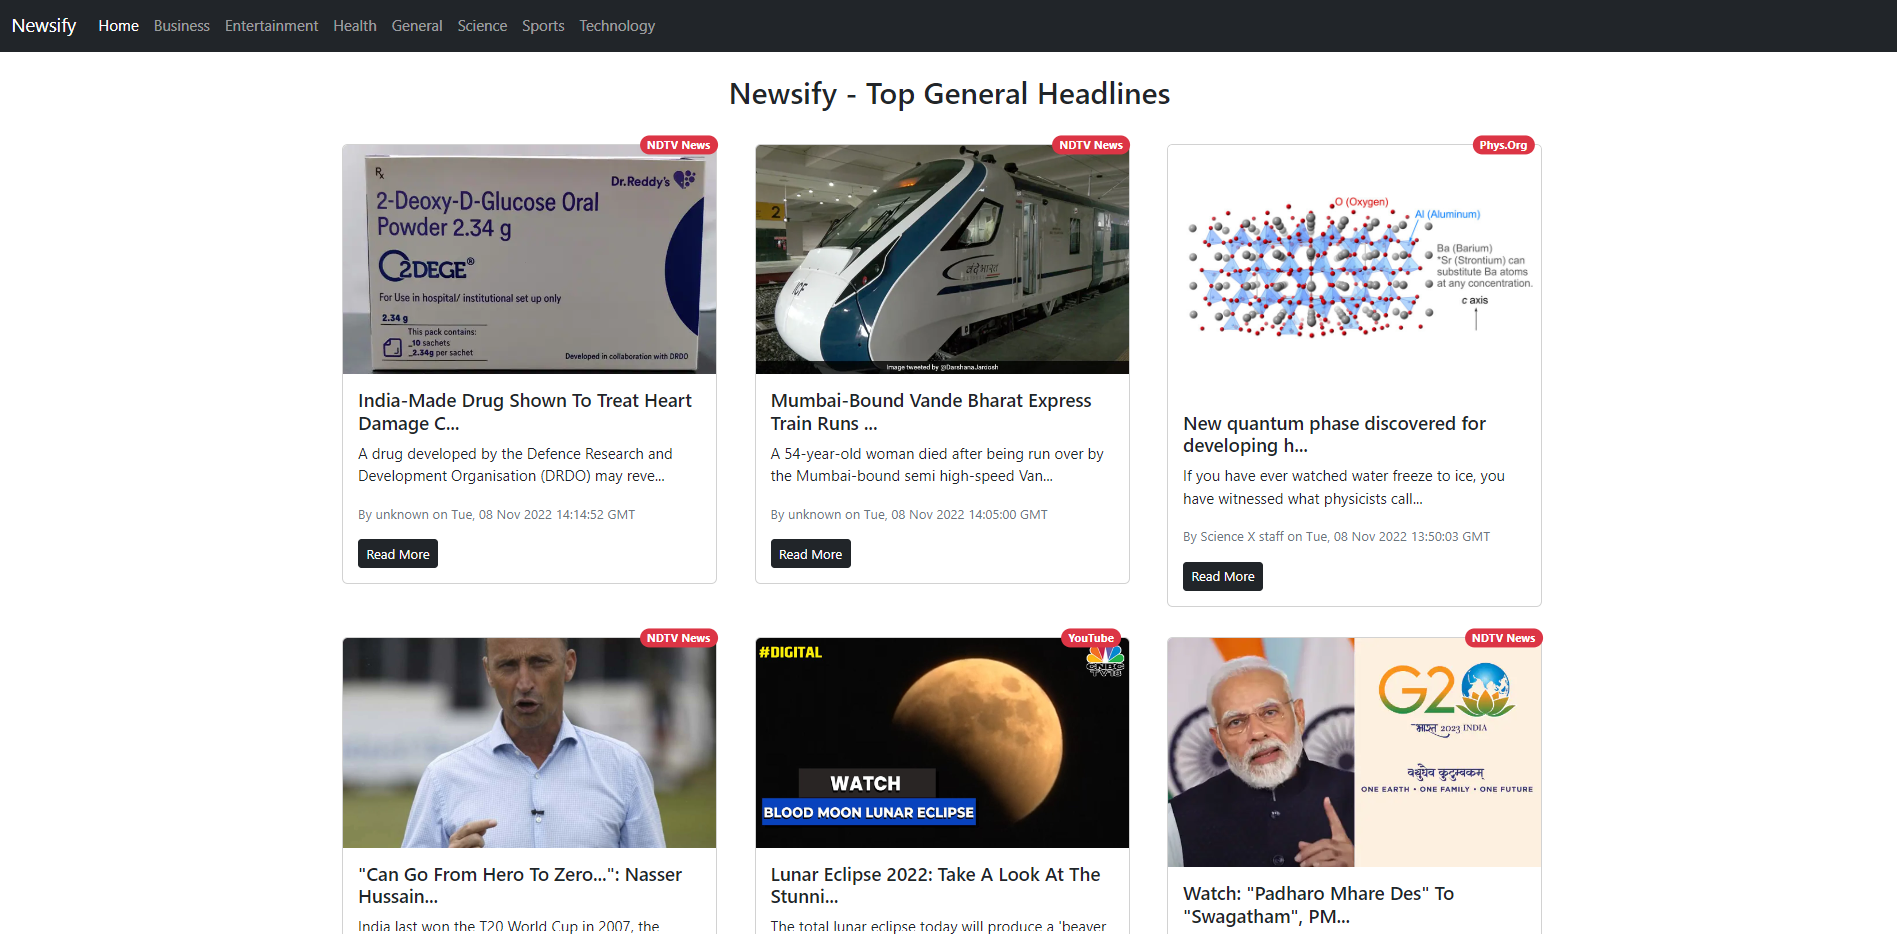 Newsify Home Business Entertainment Health General Science Sports Technology
Newsify - Top General Headlines
NDTV News
Rx
Dr.Reddy's
2-Deoxy-D-Glucose Oral
Powder 2.34 g
2DEGE®
For Use in hospital/ institutional set up only
2.34 g
This pack contains:
_10 sachets
_2.34g per sachet
Developed in collaboration with DRDO
India-Made Drug Shown To Treat Heart
Damage C...
A drug developed by the Defence Research and
Development Organisation (DRDO) may reve...
By unknown on Tue, 08 Nov 2022 14:14:52 GMT
Read More
NDTV News
2
वंदे भारत
ICF
Image tweeted by @DarshanaJardosh
Mumbai-Bound Vande Bharat Express
Train Runs ...
A 54-year-old woman died after being run over by
the Mumbai-bound semi high-speed Van...
By unknown on Tue, 08 Nov 2022 14:05:00 GMT
Read More
Phys.Org
O (Oxygen)
Al (Aluminum)
Ba (Barium)
*Sr (Strontium) can
substitute Ba atoms
at any concentration.
c axis
New quantum phase discovered for
developing h...
If you have ever watched water freeze to ice, you
have witnessed what physicists call...
By Science X staff on Tue, 08 Nov 2022 13:50:03 GMT
Read More
NDTV News
"Can Go From Hero To Zero...": Nasser
Hussain...
India last won the T20 World Cup in 2007, the
YouTube
#DIGITAL
CNBC
TV18
WATCH
BLOOD MOON LUNAR ECLIPSE
Lunar Eclipse 2022: Take A Look At The
Stunni...
The total lunar eclipse today will produce a 'beaver
NDTV News
G20
भारत 2023 INDIA
वसुधैव कुटुम्बकम्
ONE EARTH • ONE FAMILY • ONE FUTURE
Watch: "Padharo Mhare Des" To
"Swagatham", PM...